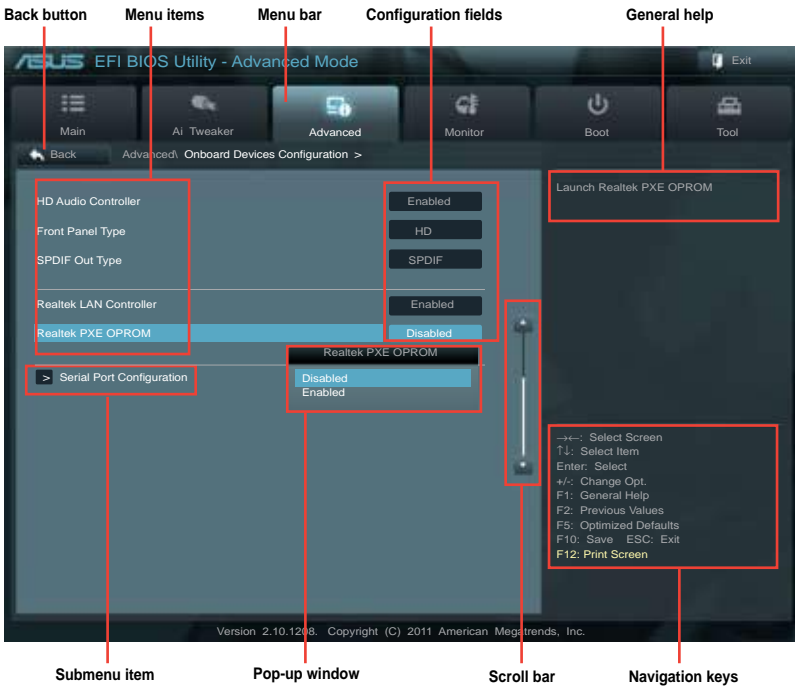 Back button Menu items Menu bar Configuration fields General help
ASUS EFI BIOS Utility - Advanced Mode Exit
Main Ai Tweaker Advanced Monitor Boot Tool
Back Advanced\ Onboard Devices Configuration >
HD Audio Controller Enabled
Front Panel Type HD
SPDIF Out Type SPDIF
Realtek LAN Controller Enabled
Realtek PXE OPROM Disabled
Realtek PXE OPROM
Disabled
Enabled
> Serial Port Configuration
Launch Realtek PXE OPROM
→←: Select Screen
↑↓: Select Item
Enter: Select
+/-: Change Opt.
F1: General Help
F2: Previous Values
F5: Optimized Defaults
F10: Save ESC: Exit
F12: Print Screen
Version 2.10.1208. Copyright (C) 2011 American Megatrends, Inc.
Submenu item Pop-up window Scroll bar Navigation keys